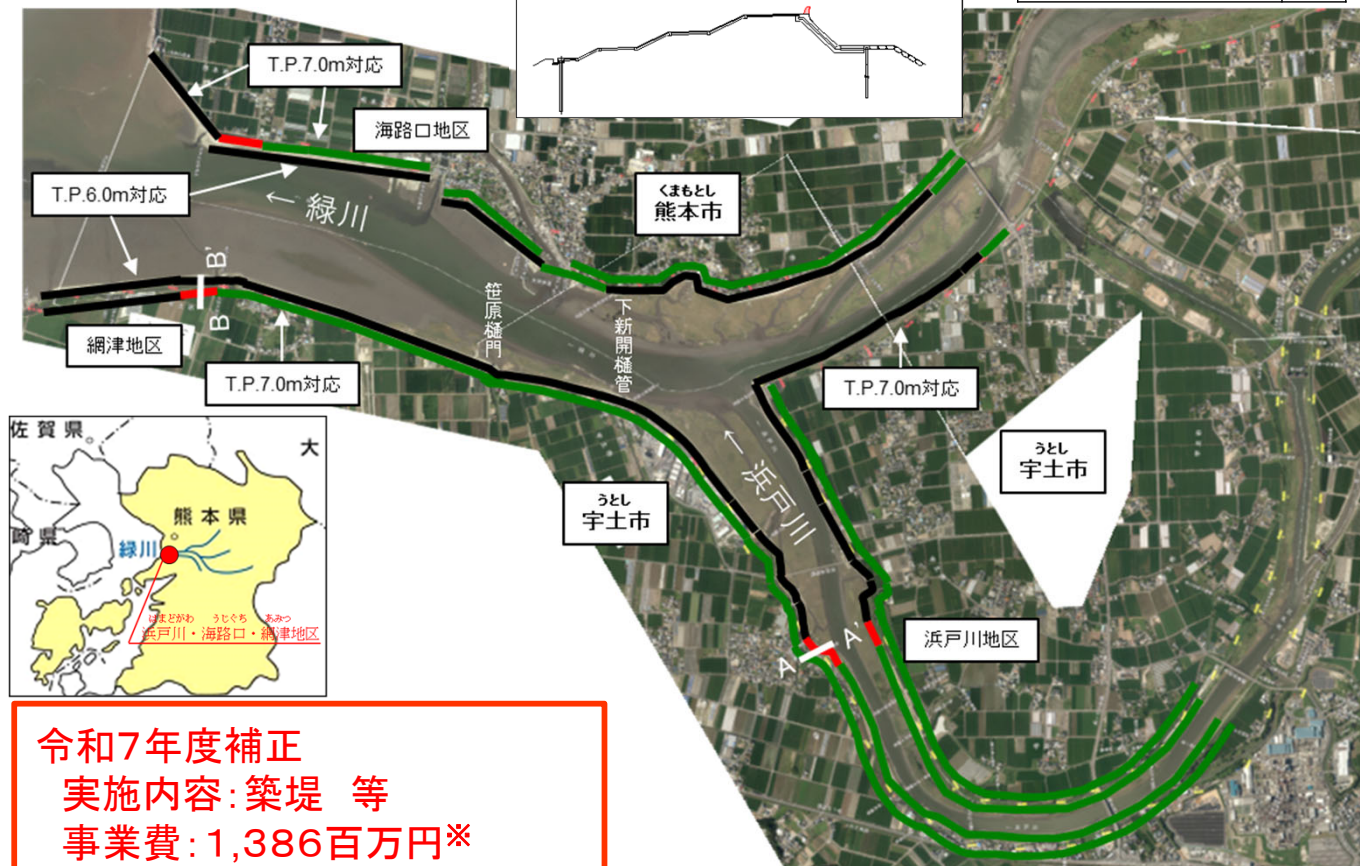 T.P.7.0m対応
海路口地区
T.P.6.0m対応
← 緑川
くまもとし
熊本市
B'
B
網津地区
T.P.7.0m対応
笹原樋門
下新開樋管
T.P.7.0m対応
← 浜戸川
うとし
宇土市
うとし
宇土市
A
A'
浜戸川地区
佐賀県
大
熊本県
崎県
緑川
はまどがわ うじぐち あみつ
浜戸川・海路口・網津地区
令和7年度補正
実施内容:築堤 等
事業費:1,386百万円※